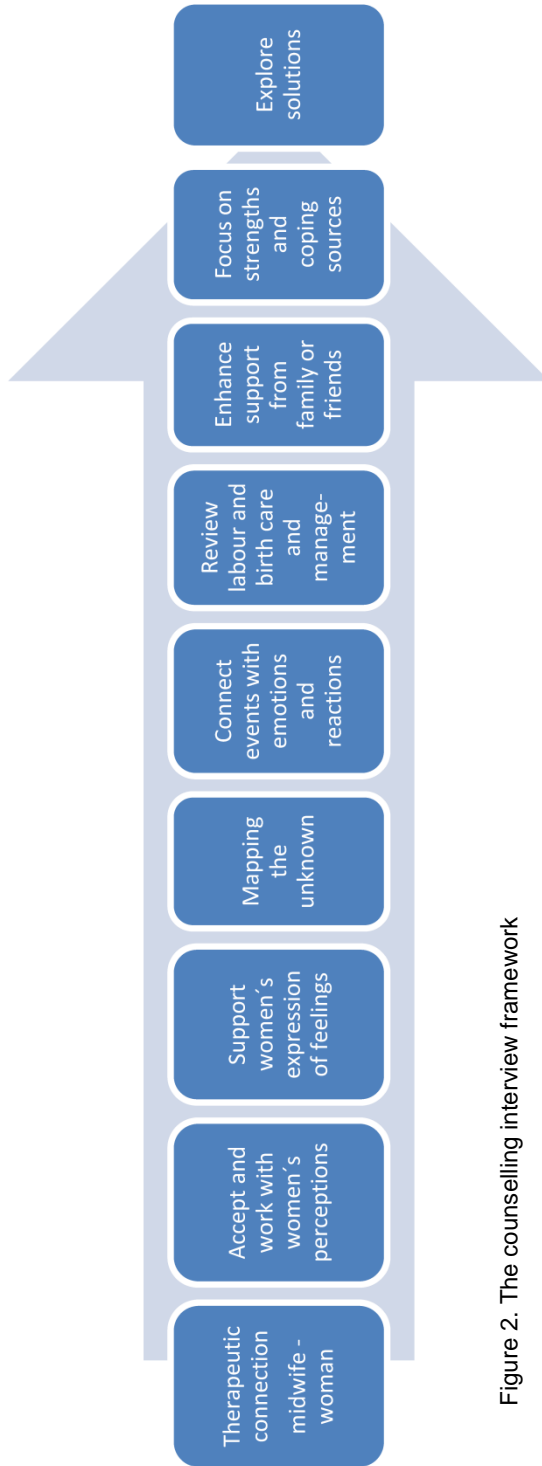 Therapeutic
connection
midwife -
woman
Accept and
work with
women´s
perceptions
Support
women´s
expression
of feelings
Mapping
the
unknown
Connect
events with
emotions
and
reactions
Review
labour and
birth care
and
manage-
ment
Enhance
support
from
family or
friends
Focus on
strengths
and
coping
sources
Explore
solutions
Figure 2. The counselling interview framework